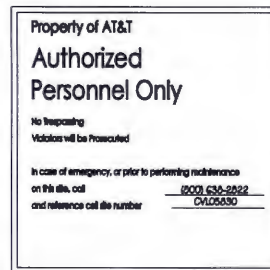 Property of AT&T
Authorized
Personnel Only
No Trespassing
Violators will be Prosecuted
In case of emergency, or prior to performing maintenance
on this site, call (800) 638-2822
and reference cell site number CVL05830